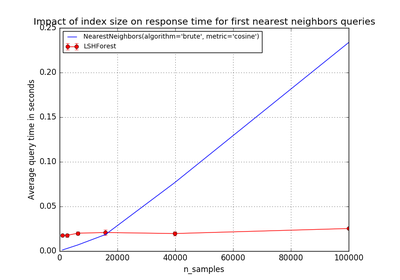 Impact of index size on response time for first nearest neighbors queries
0.25
NearestNeighbors(algorithm='brute', metric='cosine')
LSHForest
0.20
0.15
0.10
0.05
0.00
Average query time in seconds
0
20000
40000
60000
80000
100000
n_samples